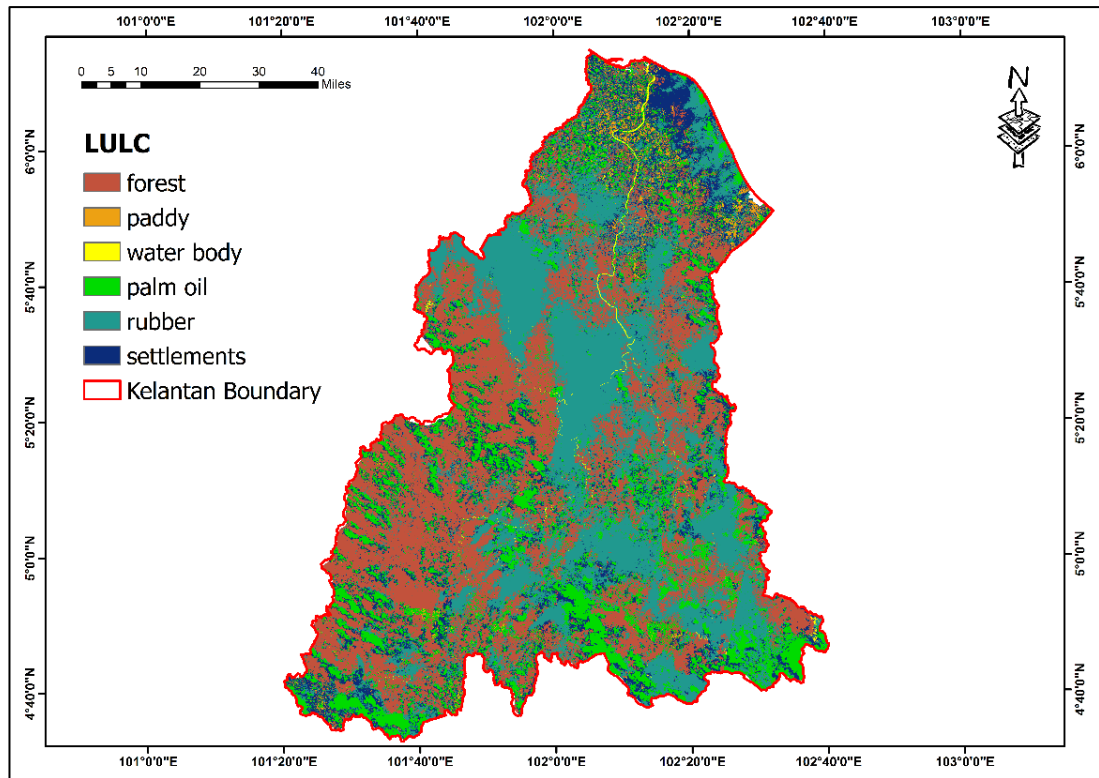 101°0'0"E 101°20'0"E 101°40'0"E 102°0'0"E 102°20'0"E 102°40'0"E 103°0'0"E
0 5 10 20 30 40
Miles
N
LULC
forest
paddy
water body
palm oil
rubber
settlements
Kelantan Boundary
6°0'0"N
5°40'0"N
5°20'0"N
5°0'0"N
4°40'0"N
6°0'0"N
5°40'0"N
5°20'0"N
5°0'0"N
4°40'0"N
101°0'0"E 101°20'0"E 101°40'0"E 102°0'0"E 102°20'0"E 102°40'0"E 103°0'0"E